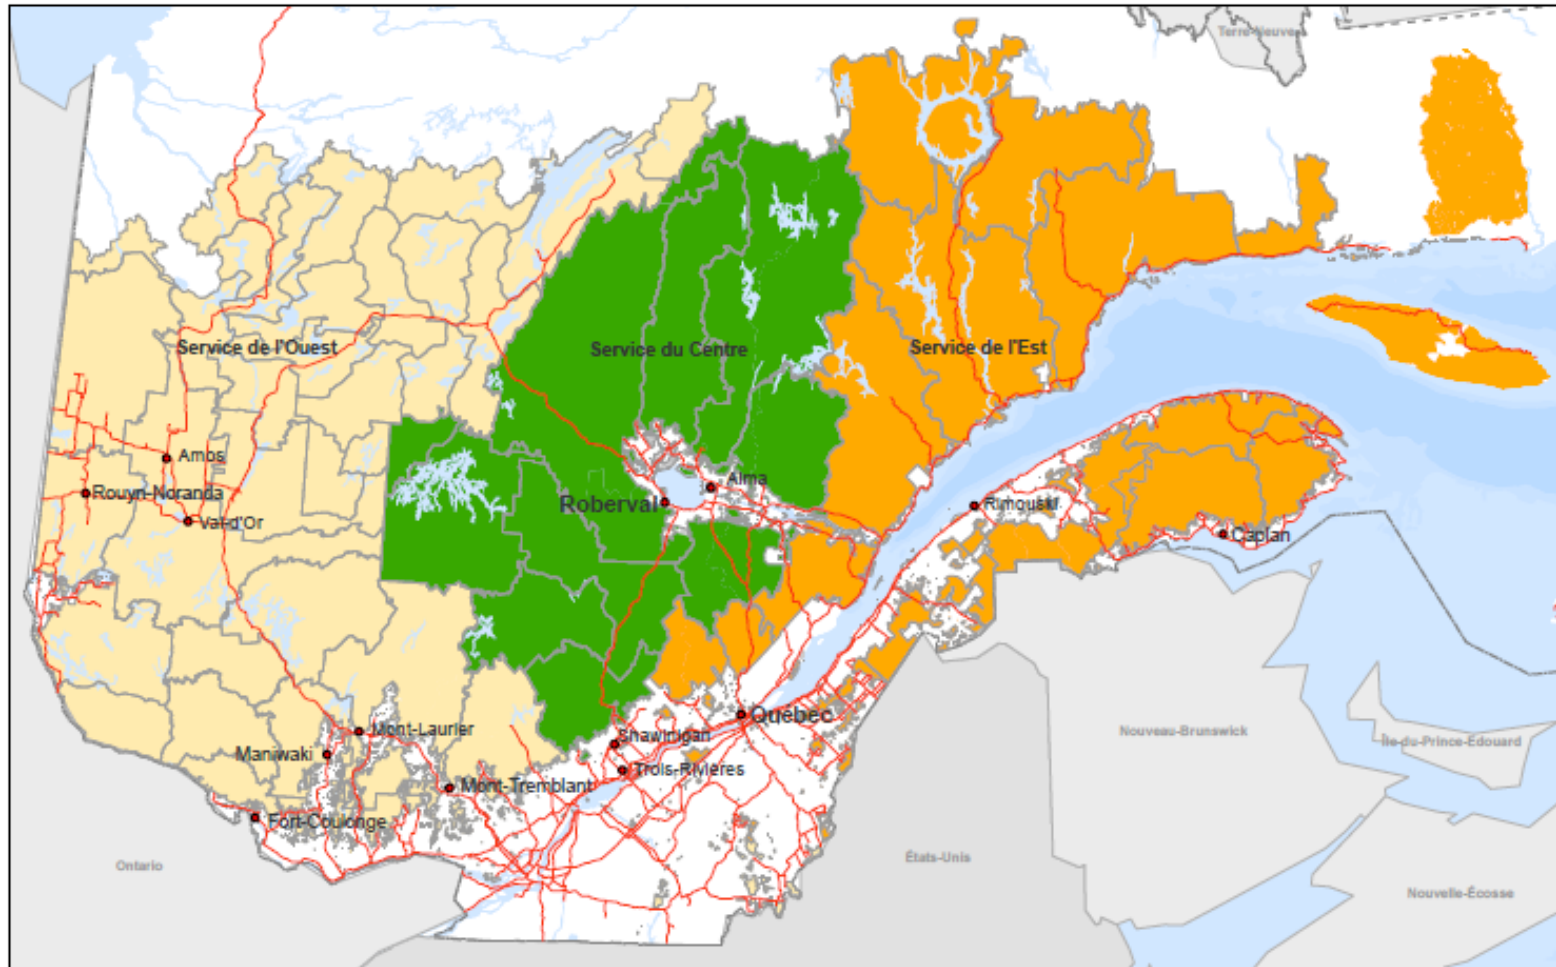 Terre-Neuve
Service de l'Ouest
Service du Centre
Service de l'Est
Amos
Rouyn-Noranda
Val-d'Or
Alma
Roberval
Rimouski
Caplan
Mont-Laurier
Maniwaki
Québec
Shawinigan
Trois-Rivières
Mont-Tremblant
Fort-Coulonge
Nouveau-Brunswick
Île-du-Prince-Édouard
Ontario
États-Unis
Nouvelle-Écosse